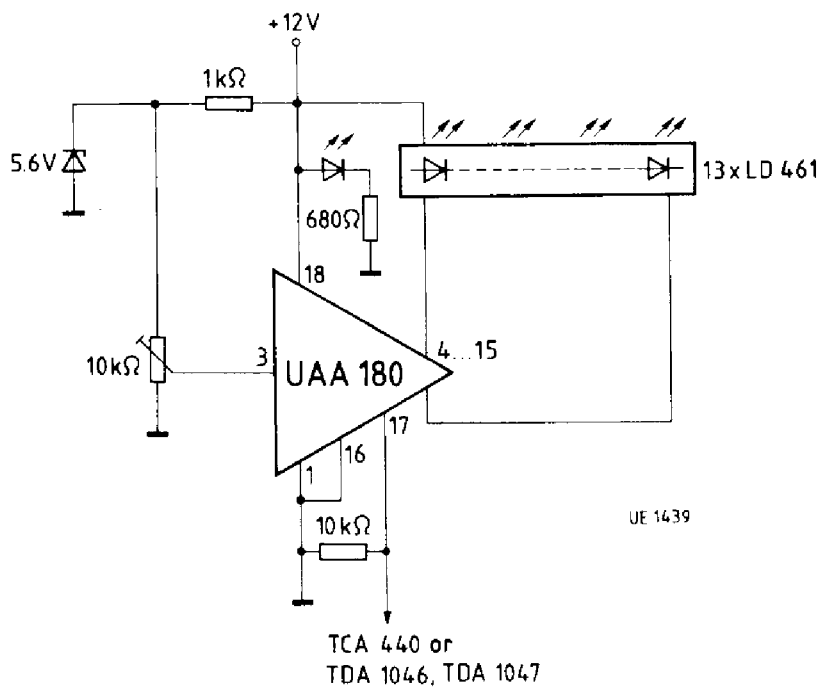 +12V
1kΩ
5.6V
13 x LD 461
680Ω
18
3
4...15
10kΩ
UAA 180
17
16
1
10kΩ
UE 1439
TCA 440 or
TDA 1046, TDA 1047